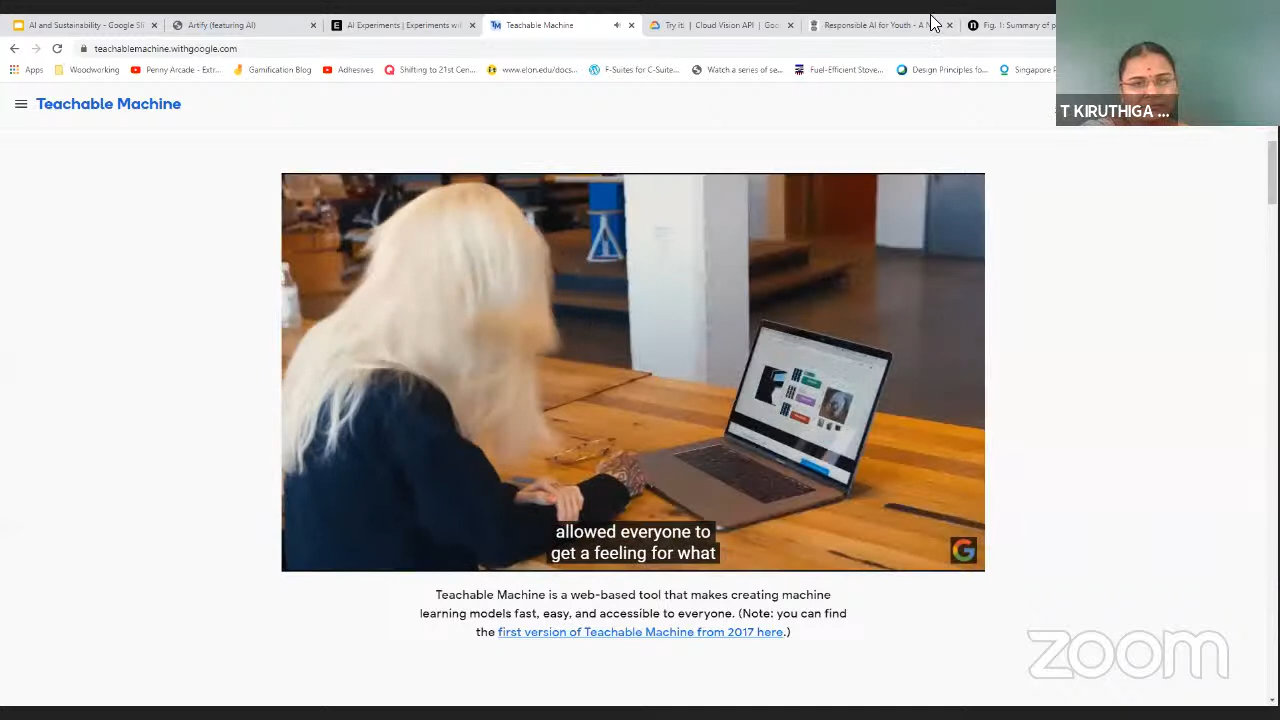 AI and Sustainability - Google Sli
Artify (featuring AI)
AI Experiments | Experiments wi
Teachable Machine
Try it! | Cloud Vision API | Goo
Responsible AI for Youth - A N
Fig. 1: Summary of p
teachablemachine.withgoogle.com
Apps
Woodworking
Penny Arcade - Extr...
Gamification Blog
Adhesives
Shifting to 21st Cen...
www.elon.edu/docs...
F-Suites for C-Suite...
Watch a series of se...
Fuel-Efficient Stove...
Design Principles fo...
Singapore P
T KIRUTHIGA ...
Teachable Machine
allowed everyone to
get a feeling for what
Teachable Machine is a web-based tool that makes creating machine
learning models fast, easy, and accessible to everyone. (Note: you can find
the first version of Teachable Machine from 2017 here.)
zoom